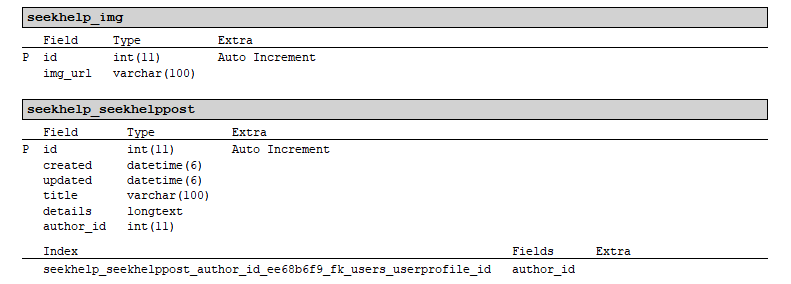 seekhelp_img
Field Type Extra
P id int(11) Auto Increment
img_url varchar(100)
seekhelp_seekhelppost
Field Type Extra
P id int(11) Auto Increment
created datetime(6)
updated datetime(6)
title varchar(100)
details longtext
author_id int(11)
Index Fields Extra
seekhelp_seekhelppost_author_id_ee68b6f9_fk_users_userprofile_id author_id